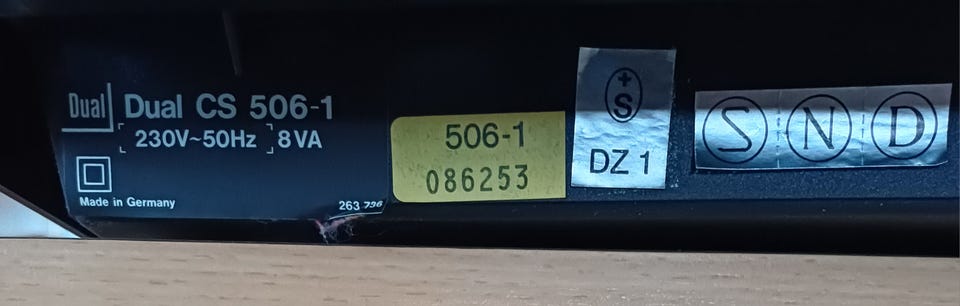 Dual Dual CS 506-1
230V~50Hz 8VA
Made in Germany
263 736
506-1
086253
+S
DZ 1
S N D